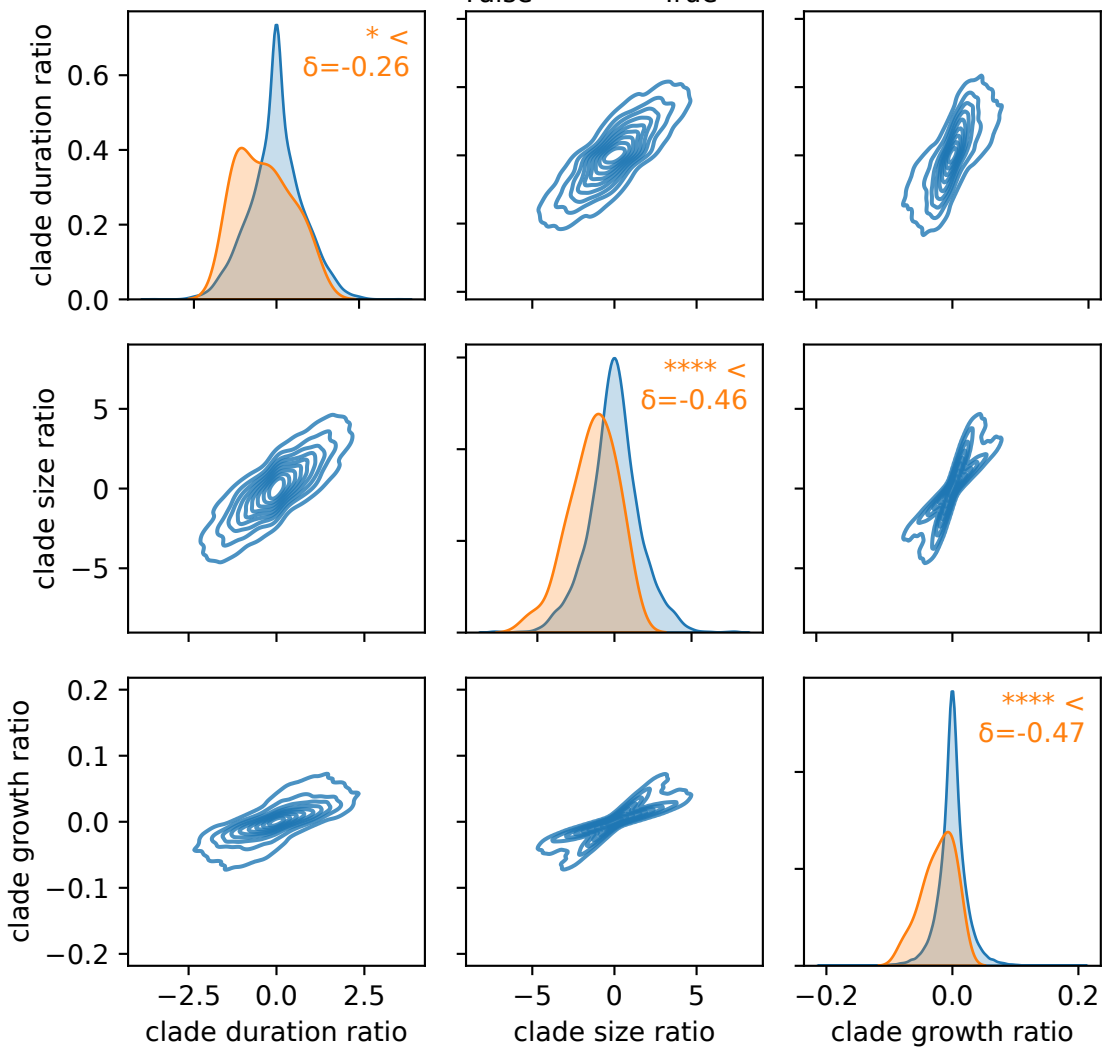 clade duration ratio
0.6
0.4
0.2
0.0
* <
δ=-0.26
clade size ratio
5
0
−5
**** <
δ=-0.46
clade growth ratio
0.2
0.1
0.0
−0.1
−0.2
**** <
δ=-0.47
−2.5 0.0 2.5
−5 0 5
−0.2 0.0 0.2
clade duration ratio
clade size ratio
clade growth ratio